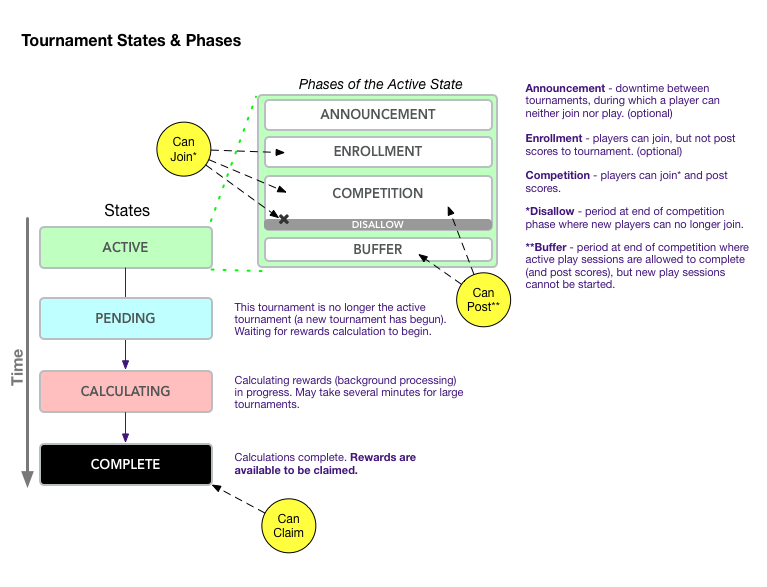 Tournament States & Phases
Phases of the Active State
ANNOUNCEMENT
ENROLLMENT
COMPETITION
DISALLOW
BUFFER
Can
Join*
Can
Post**
Announcement - downtime between
tournaments, during which a player can
neither join nor play. (optional)
Enrollment - players can join, but not post
scores to tournament. (optional)
Competition - players can join* and post
scores.
*Disallow - period at end of competition
phase where new players can no longer join.
**Buffer - period at end of competition where
active play sessions are allowed to complete
(and post scores), but new play sessions
cannot be started.
States
Time
ACTIVE
PENDING
This tournament is no longer the active
tournament (a new tournament has begun).
Waiting for rewards calculation to begin.
CALCULATING
Calculating rewards (background processing)
in progress. May take several minutes for large
tournaments.
COMPLETE
Calculations complete. Rewards are
available to be claimed.
Can
Claim